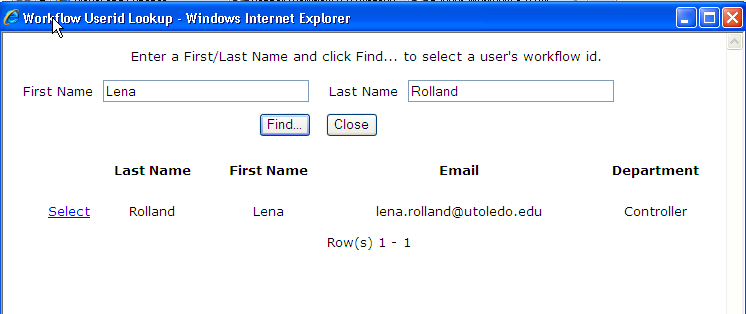 Workflow Userid Lookup - Windows Internet Explorer
Enter a First/Last Name and click Find... to select a user's workflow id.
First Name Lena Last Name Rolland
Find... Close
Last Name First Name Email Department
Select Rolland Lena lena.rolland@utoledo.edu Controller
Row(s) 1 - 1